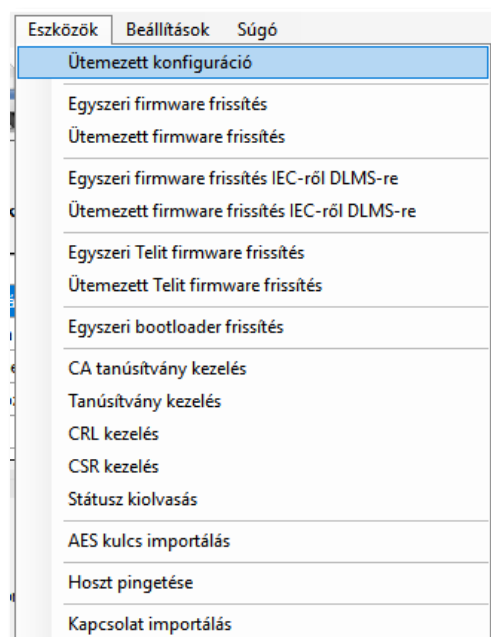 Eszközök Beállítások Súgó
Ütemezett konfiguráció
Egyszeri firmware frissítés
Ütemezett firmware frissítés
Egyszeri firmware frissítés IEC-ről DLMS-re
Ütemezett firmware frissítés IEC-ről DLMS-re
Egyszeri Telit firmware frissítés
Ütemezett Telit firmware frissítés
Egyszeri bootloader frissítés
CA tanúsítvány kezelés
Tanúsítvány kezelés
CRL kezelés
CSR kezelés
Státusz kiolvasás
AES kulcs importálás
Hoszt pingetése
Kapcsolat importálás